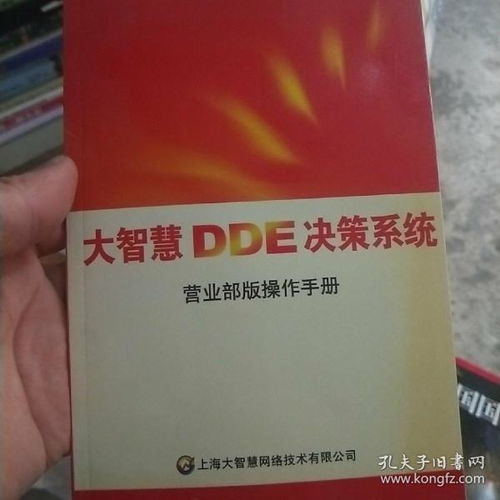 大智慧 DDE 决策系统
营业部版操作手册
上海大智慧网络技术有限公司
国国
孔夫子旧书网
www.kongfz.com